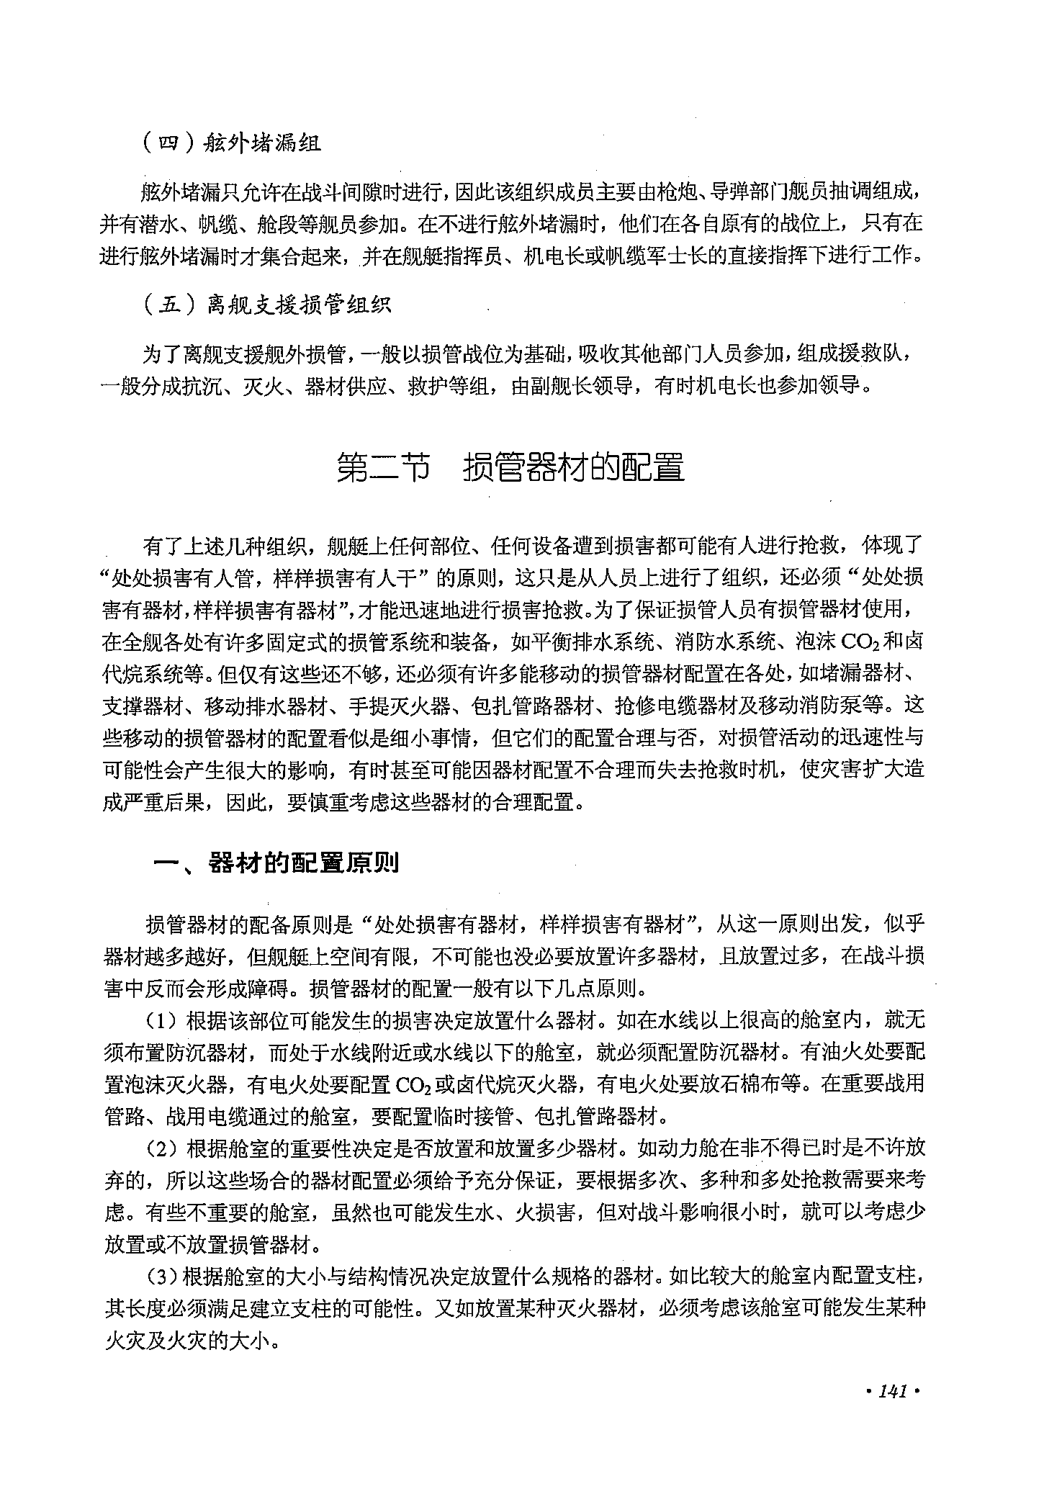 （四）舷外堵漏组
舷外堵漏只允许在战斗间隙时进行，因此该组织成员主要由枪炮、导弹部门舰员抽调组成，
并有潜水、帆缆、舱段等舰员参加。在不进行舷外堵漏时，他们在各自原有的战位上，只有在
进行舷外堵漏时才集合起来，并在舰艇指挥员、机电长或帆缆军士长的直接指挥下进行工作。
（五）离舰支援损管组织
为了离舰支援舰外损管，一般以损管战位为基础，吸收其他部门人员参加，组成援救队，
一般分成抗沉、灭火、器材供应、救护等组，由副舰长领导，有时机电长也参加领导。
第二节 损管器材的配置
有了上述几种组织，舰艇上任何部位、任何设备遭到损害都可能有人进行抢救，体现了
“处处损害有人管，样样损害有人干”的原则，这只是从人员上进行了组织，还必须“处处损
害有器材，样样损害有器材”，才能迅速地进行损害抢救。为了保证损管人员有损管器材使用，
在全舰各处有许多固定式的损管系统和装备，如平衡排水系统、消防水系统、泡沫 CO₂和卤
代烷系统等。但仅有这些还不够，还必须有许多能移动的损管器材配置在各处，如堵漏器材、
支撑器材、移动排水器材、手提灭火器、包扎管路器材、抢修电缆器材及移动消防泵等。这
些移动的损管器材的配置看似是细小事情，但它们的配置合理与否，对损管活动的迅速性与
可能性会产生很大的影响，有时甚至可能因器材配置不合理而失去抢救时机，使灾害扩大造
成严重后果，因此，要慎重考虑这些器材的合理配置。
一、器材的配置原则
损管器材的配备原则是“处处损害有器材，样样损害有器材”，从这一原则出发，似乎
器材越多越好，但舰艇上空间有限，不可能也没必要放置许多器材，且放置过多，在战斗损
害中反而会形成障碍。损管器材的配置一般有以下几点原则。
（1）根据该部位可能发生的损害决定放置什么器材。如在水线以上很高的舱室内，就无
须布置防沉器材，而处于水线附近或水线以下的舱室，就必须配置防沉器材。有油火处要配
置泡沫灭火器，有电火处要配置 CO₂或卤代烷灭火器，有电火处要放石棉布等。在重要战用
管路、战用电缆通过的舱室，要配置临时接管、包扎管路器材。
（2）根据舱室的重要性决定是否放置和放置多少器材。如动力舱在非不得已时是不许放
弃的，所以这些场合的器材配置必须给予充分保证，要根据多次、多种和多处抢救需要来考
虑。有些不重要的舱室，虽然也可能发生水、火损害，但对战斗影响很小时，就可以考虑少
放置或不放置损管器材。
（3）根据舱室的大小与结构情况决定放置什么规格的器材。如比较大的舱室内配置支柱，
其长度必须满足建立支柱的可能性。又如放置某种灭火器材，必须考虑该舱室可能发生某种
火灾及火灾的大小。
·141·